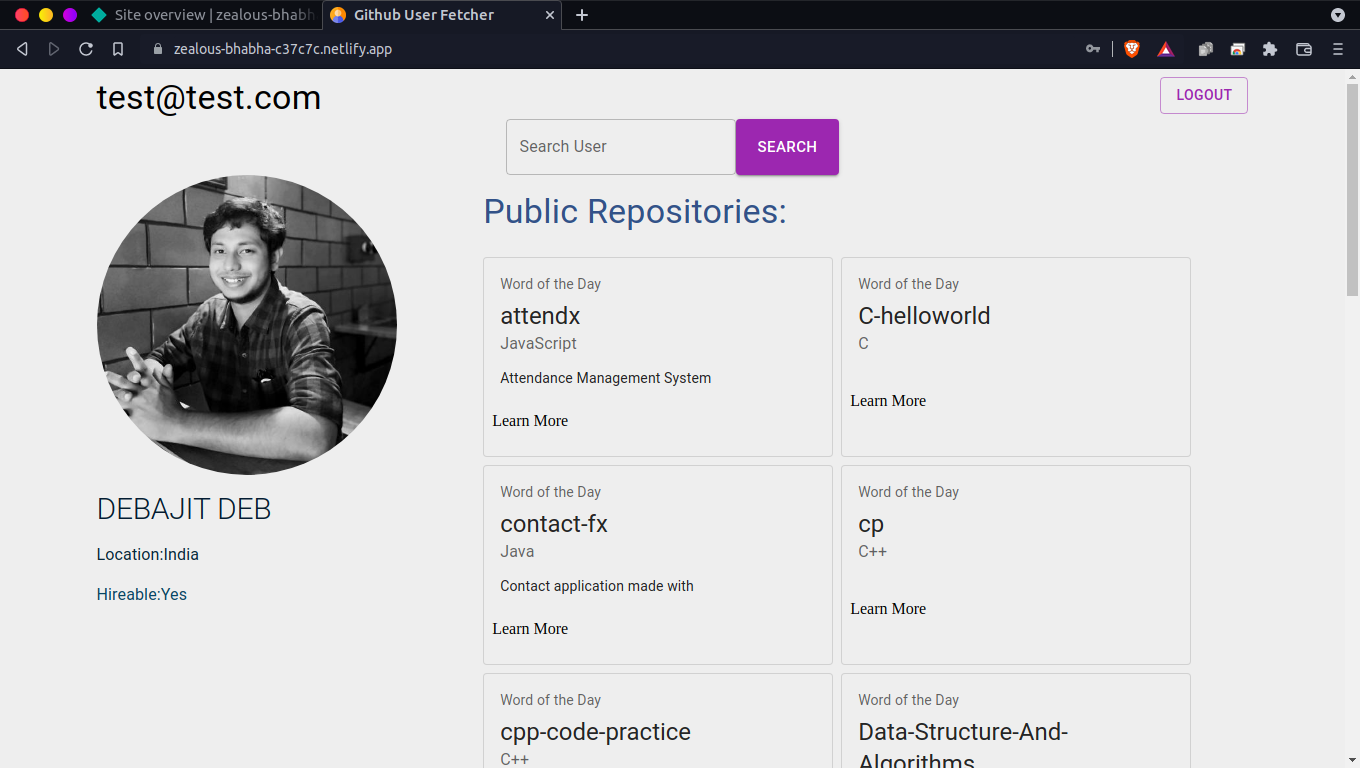 Site overview | zealous-bhabh
Github User Fetcher
zealous-bhabha-c37c7c.netlify.app
test@test.com
LOGOUT
Search User
SEARCH
Public Repositories:
Word of the Day
attendx
JavaScript
Attendance Management System
Learn More
Word of the Day
C-helloworld
C
Learn More
DEBAJIT DEB
Location:India
Hireable:Yes
Word of the Day
contact-fx
Java
Contact application made with
Learn More
Word of the Day
cp
C++
Learn More
Word of the Day
cpp-code-practice
C++
Word of the Day
Data-Structure-And-
Algorithms